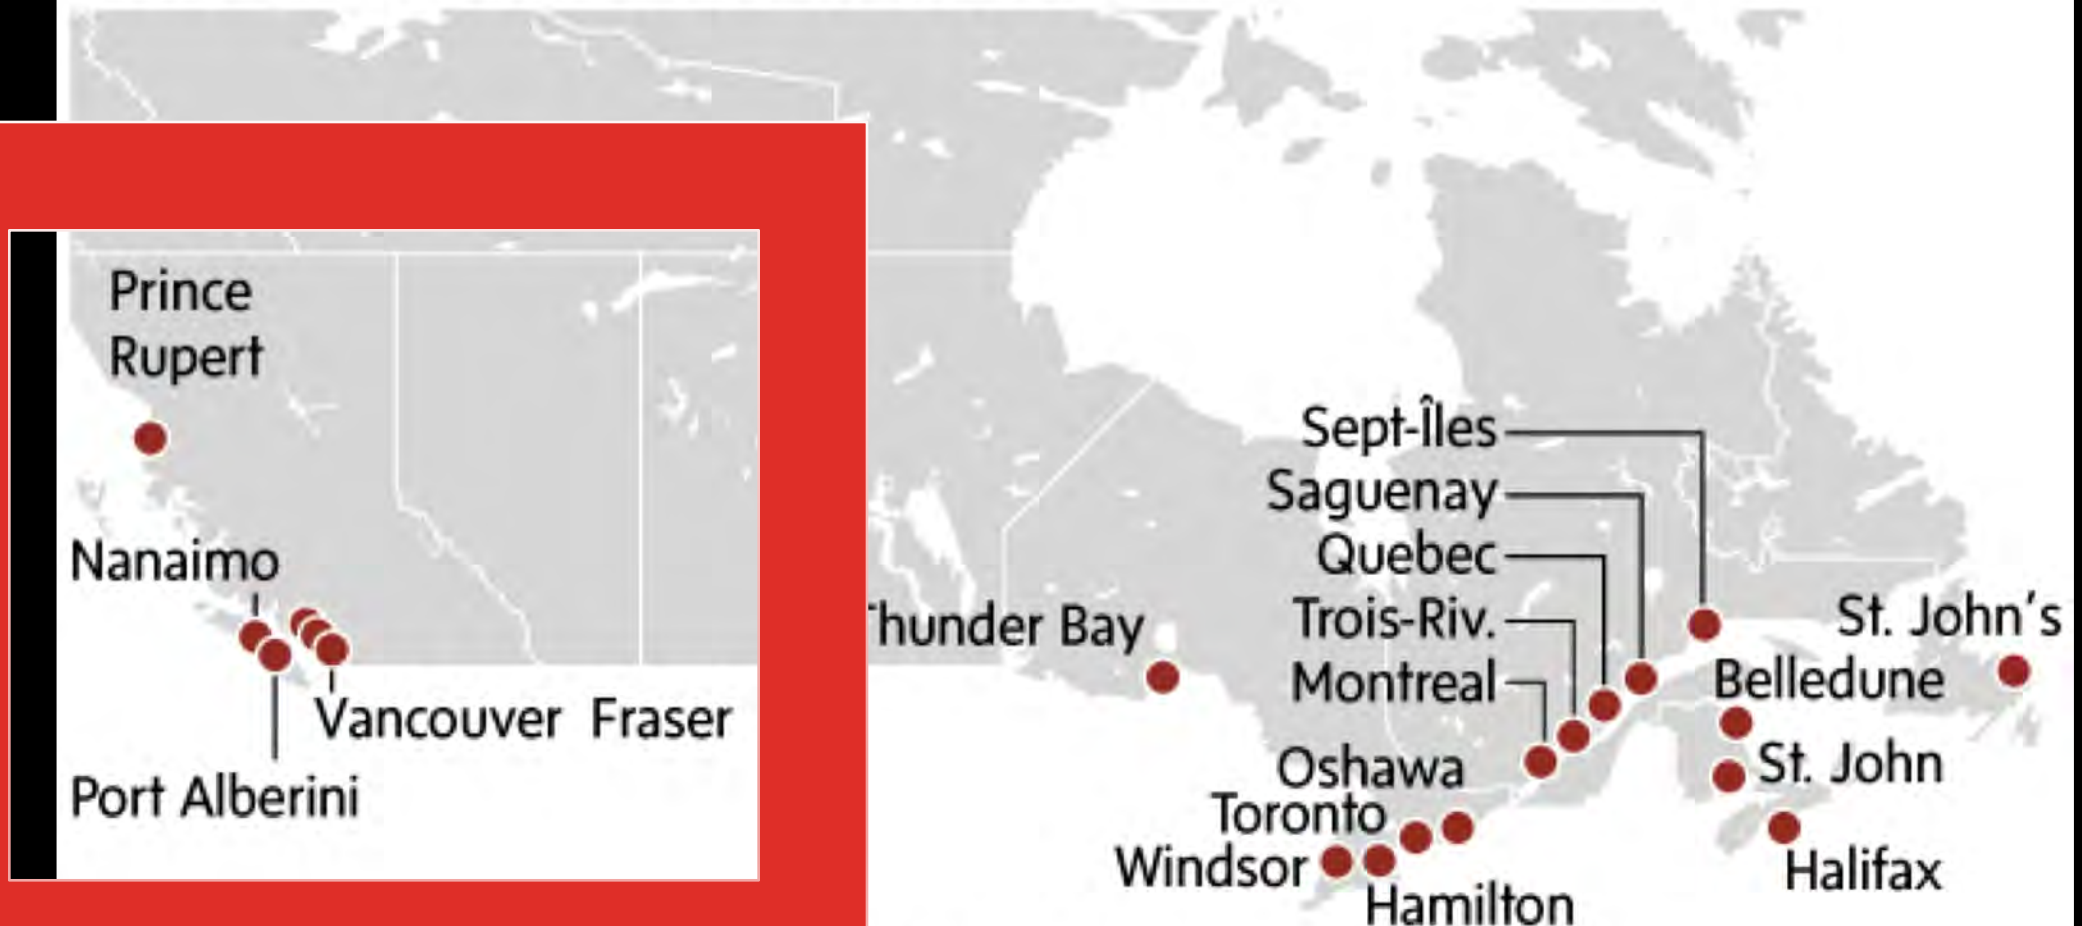 Prince
Rupert
Nanaimo
Vancouver Fraser
Port Alberini
hunder Bay
Sept-Îles
Saguenay
Quebec
Trois-Riv.
Montreal
Oshawa
Toronto
Windsor
Hamilton
St. John's
Belledune
St. John
Halifax